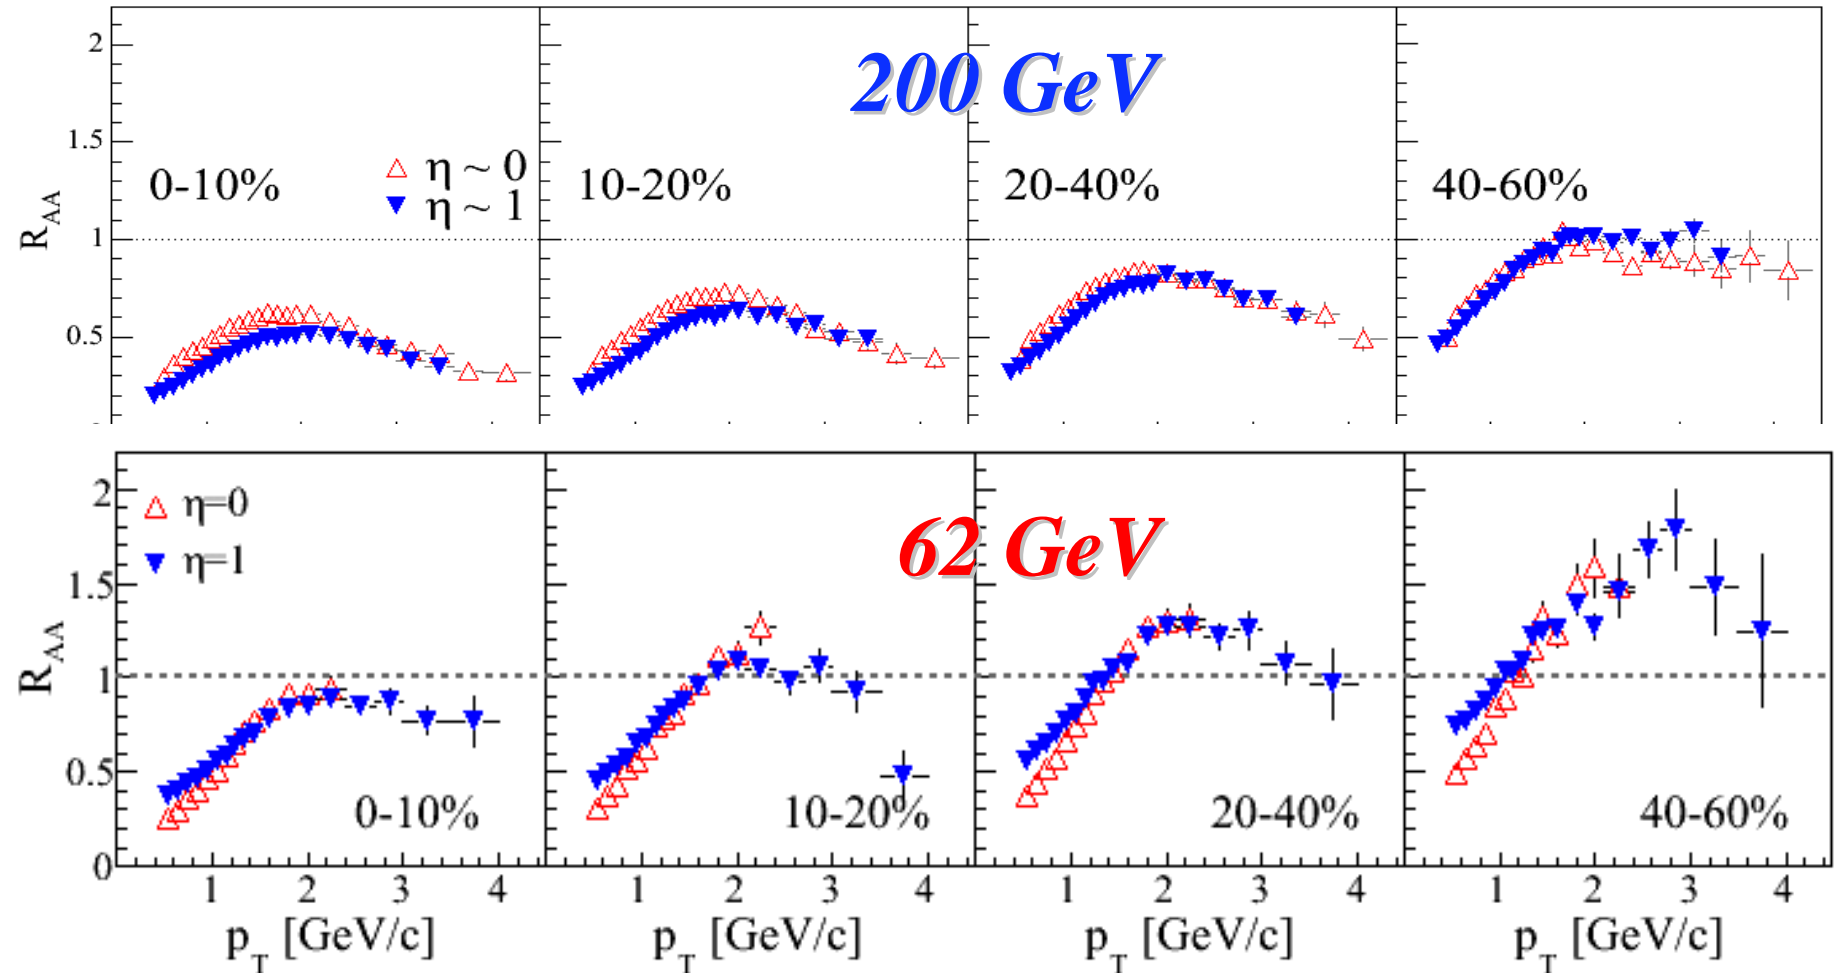 200 GeV
2
1.5
1
0.5
R_AA
0-10%
η ~ 0
η ~ 1
10-20%
20-40%
40-60%
62 GeV
2
1.5
1
0.5
0
R_AA
η=0
η=1
0-10%
10-20%
20-40%
40-60%
1 2 3 4
1 2 3 4
1 2 3 4
1 2 3 4
p_T [GeV/c]
p_T [GeV/c]
p_T [GeV/c]
p_T [GeV/c]